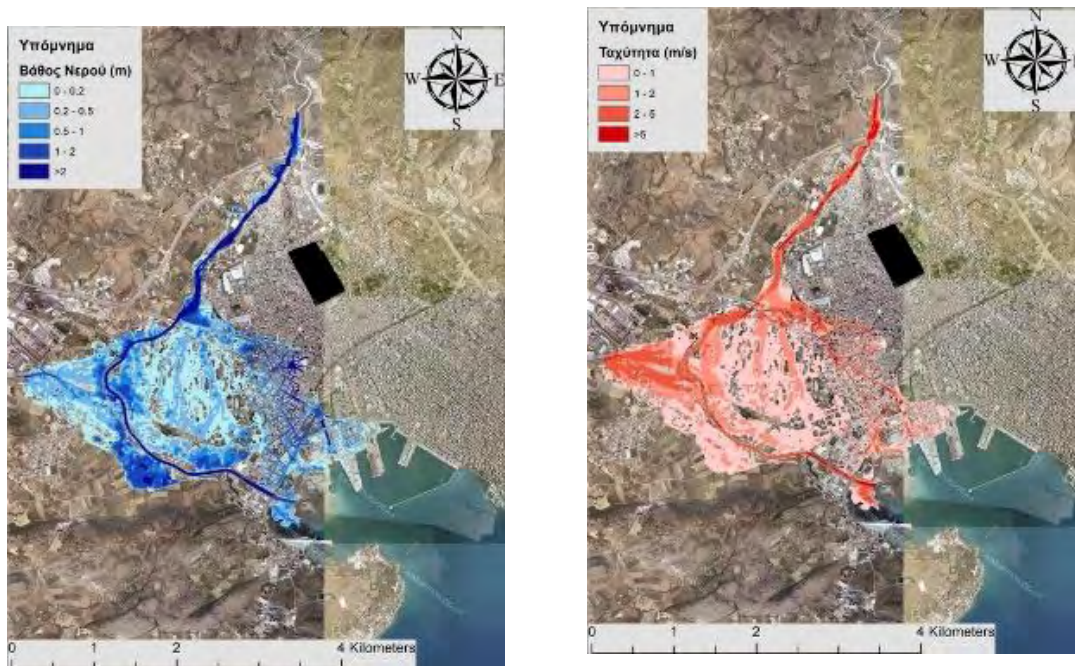 Υπόμνημα
Βάθος Νερού (m)
0 - 0.2
0.2 - 0.5
0.5 - 1
1 - 2
>2
N
W
E
S
0
2
4 Kilometers
Υπόμνημα
Ταχύτητα (m/s)
0 - 1
1 - 2
2 - 5
>5
N
W
S
0
1
2
4 Kilometers